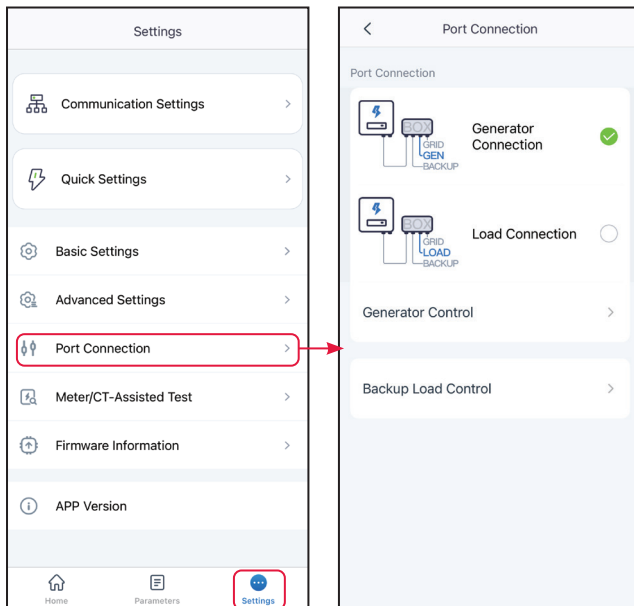 Settings
Communication Settings
Quick Settings
Basic Settings
Advanced Settings
Port Connection
Meter/CT-Assisted Test
Firmware Information
APP Version
Home
Parameters
Settings
Port Connection
Port Connection
BOX
GRID
GEN
BACKUP
Generator
Connection
BOX
GRID
LOAD
BACKUP
Load Connection
Generator Control
Backup Load Control